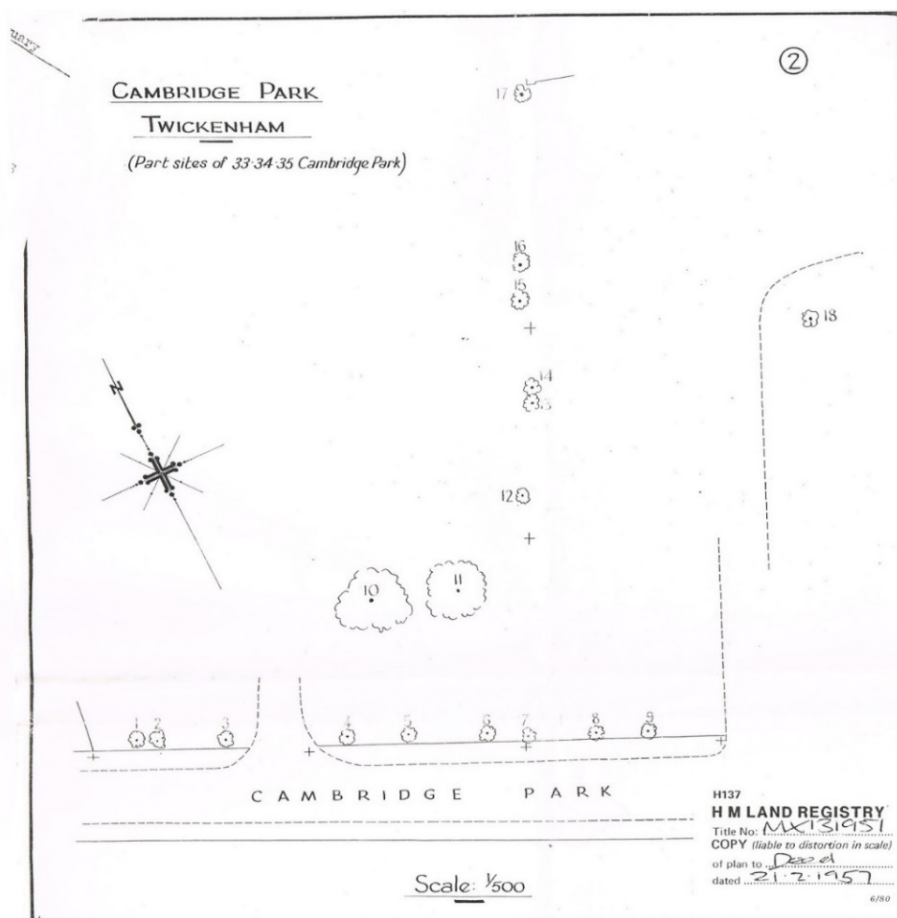 ②
CAMBRIDGE PARK
TWICKENHAM
(Part sites of 33·34·35 Cambridge Park)
17
16
15
18
14
13
N
12
10 11
1 2 3 4 5 6 7 8 9
CAMBRIDGE PARK
H137
H M LAND REGISTRY
Title No: MX131951
COPY (liable to distortion in scale)
of plan to Deed
dated 21·2·1957
Scale: 1/500
6/80